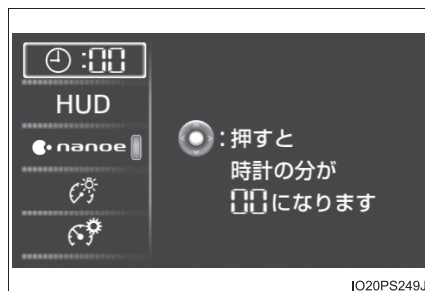 :00
HUD
nanoe
:押すと
時計の分が
00になります
IO20PS249J